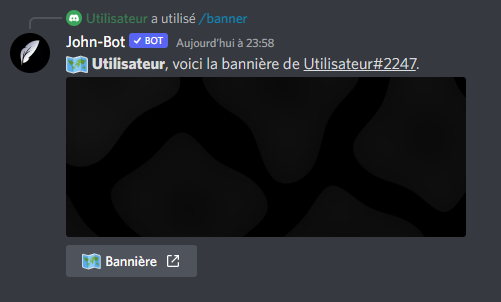 Utilisateur a utilisé /banner
John-Bot BOT Aujourd'hui à 23:58
Utilisateur, voici la bannière de Utilisateur#2247.
Bannière